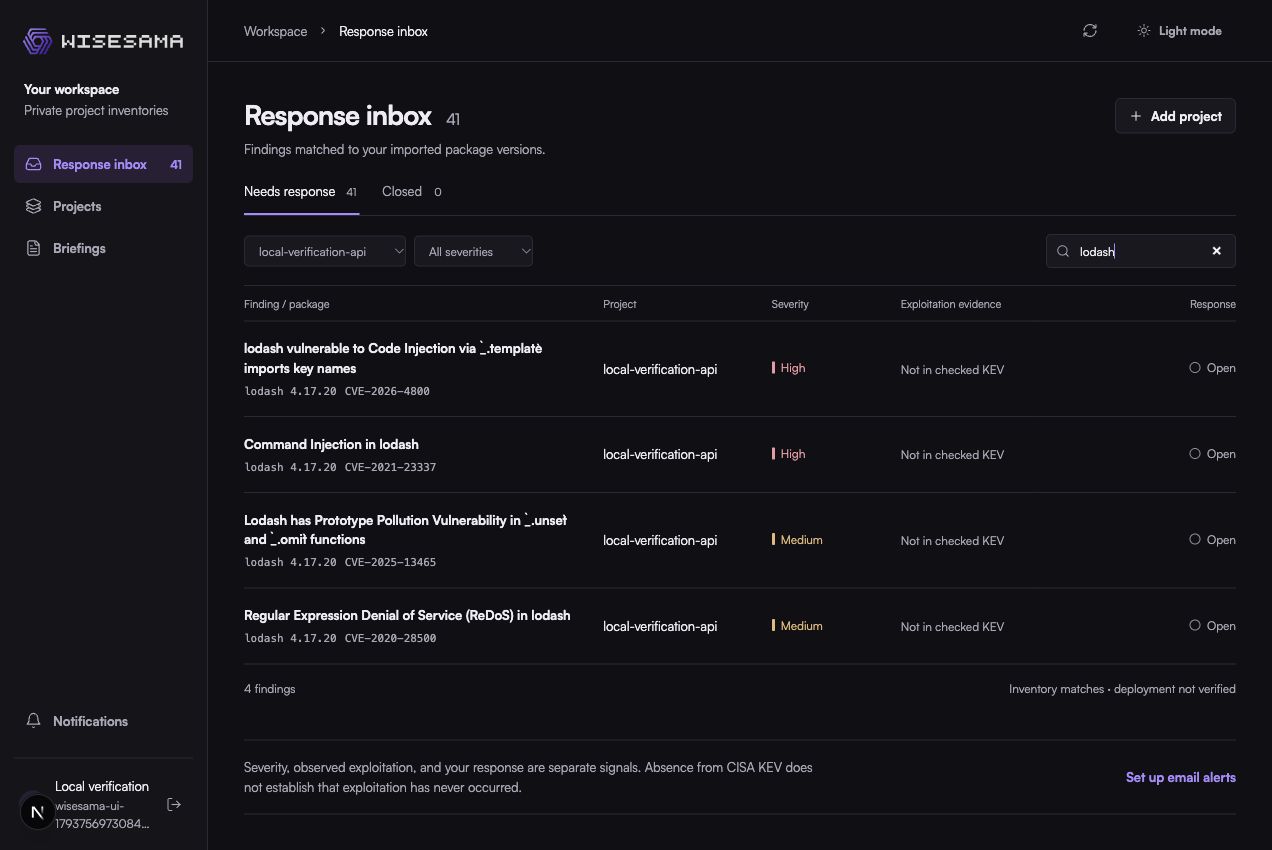 WISESAMA
Your workspace
Private project inventories
Response inbox 41
Projects
Briefings
Notifications
Local verification
wisesama-ui-
1793756973084...
N
Workspace > Response inbox
Light mode
Response inbox 41
Add project
Findings matched to your imported package versions.
Needs response 41 Closed 0
local-verification-api All severities lodash
Finding / package Project Severity Exploitation evidence Response
lodash vulnerable to Code Injection via `_.template`
imports key names
lodash 4.17.20 CVE-2026-4800
local-verification-api High Not in checked KEV Open
Command Injection in lodash
lodash 4.17.20 CVE-2021-23337
local-verification-api High Not in checked KEV Open
Lodash has Prototype Pollution Vulnerability in `_.unset`
and `_.omit` functions
lodash 4.17.20 CVE-2025-13465
local-verification-api Medium Not in checked KEV Open
Regular Expression Denial of Service (ReDoS) in lodash
lodash 4.17.20 CVE-2020-28500
local-verification-api Medium Not in checked KEV Open
4 findings Inventory matches · deployment not verified
Severity, observed exploitation, and your response are separate signals. Absence from CISA KEV does
not establish that exploitation has never occurred.
Set up email alerts